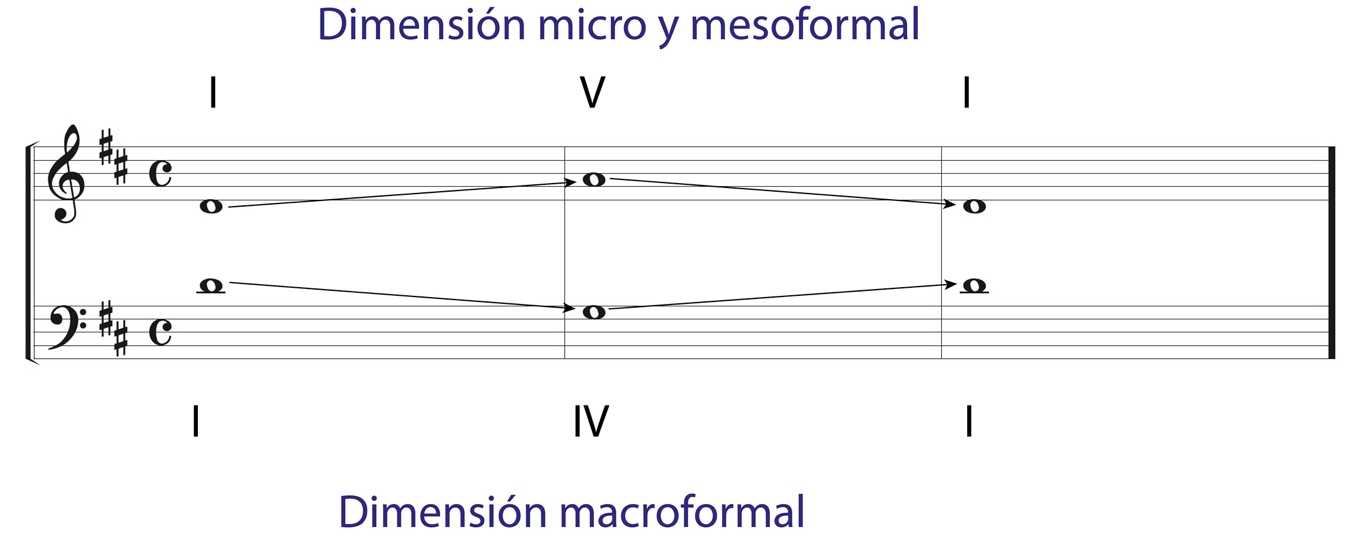 Dimensión micro y mesoformal
I V I
I IV I
Dimensión macroformal